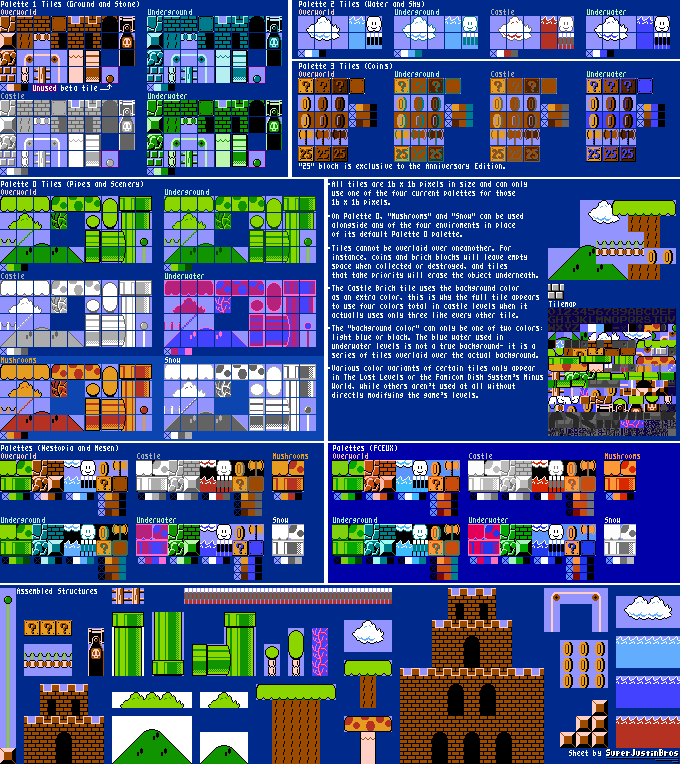 Palette 1 Tiles (Ground and Stone)
Overworld
Underground
Unused beta tile
Castle
Underwater
Palette 2 Tiles (Water and Sky)
Overworld
Underground
Castle
Underwater
Palette 3 Tiles (Coins)
Overworld
Underground
Castle
Underwater
25 25 25
25 25 25
25 25 25
25 25 25
"25" block is exclusive to the Anniversary Edition.
Palette 0 Tiles (Pipes and Scenery)
Overworld
Underground
Castle
Underwater
Mushrooms
Snow
•All tiles are 16 x 16 pixels in size and can only
use one of the four current palettes for those
16 x 16 pixels.
•On Palette 0, "Mushrooms" and "Snow" can be used
alongside any of the four enviroments in place
of its default Palette 0 palette.
•Tiles cannot be overlaid over oneanother. For
instance, coins and brick blocks will leave empty
space when collected or destroyed, and tiles
that take priority will erase the object underneath.
•The Castle Brick tile uses the background color
as an extra color, this is why the full tile appears
to use four colors total in castle levels when it
actually uses only three like every other tile.
•The "background color" can only be one of two colors:
light blue or black. The blue water used in
underwater levels is not a true background- it is a
series of tiles overlaid over the actual background.
•Various color variants of certain tiles only appear
in The Lost Levels or the Famicom Disk System's Minus
World, while others aren't used at all without
directly modifying the game's levels.
Tilemap
Palettes (Nestopia and Mesen)
Overworld
Castle
Mushrooms
Underground
Underwater
Snow
Palettes (FCEUX)
Overworld
Castle
Mushrooms
Underground
Underwater
Snow
Assembled Structures
Sheet by SuperJustinBros